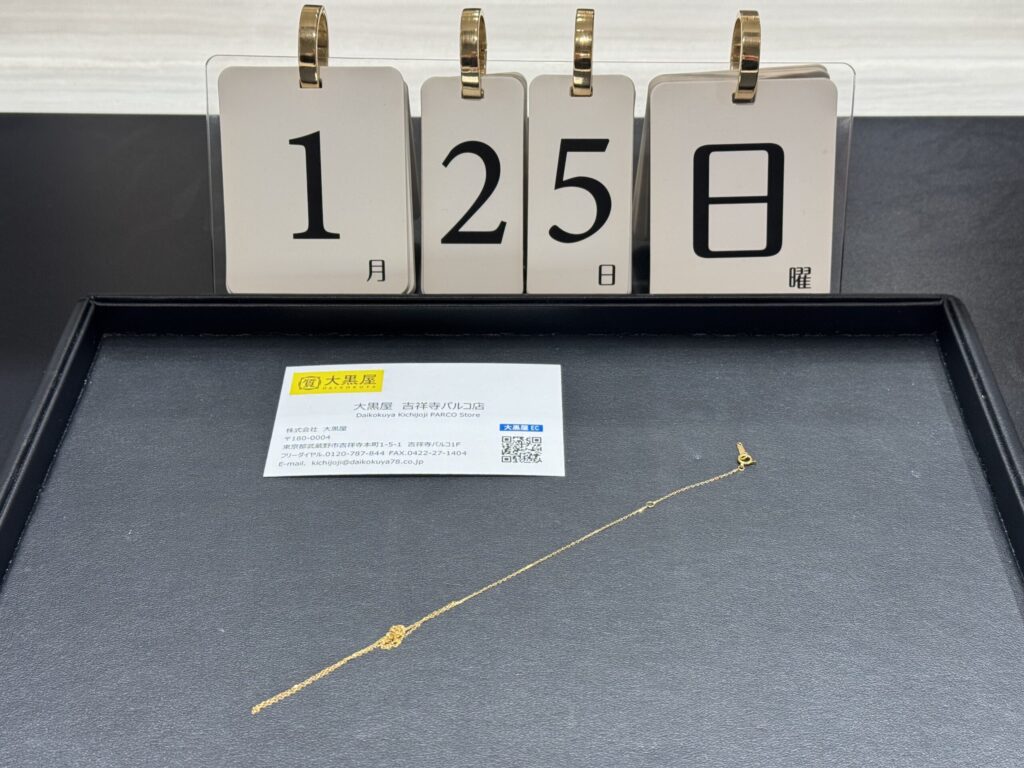 1月
25日
日曜
大黒屋
DAIKOKUYA
大黒屋 吉祥寺パルコ店
Daikokuya Kichijoji PARCO Store
大黒屋 EC
株式会社 大黒屋
〒180-0004
東京都武蔵野市吉祥寺本町1-5-1 吉祥寺パルコ1F
フリーダイヤル.0120-787-844 FAX.0422-27-1404
E-mail. kichijoji@daikokuya78.co.jp